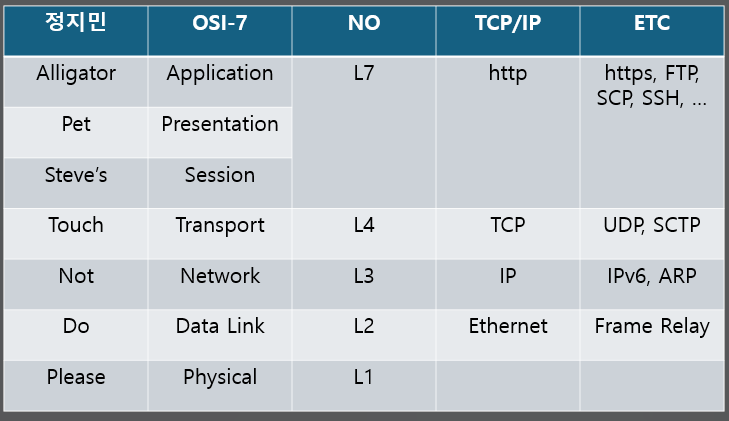 정지민 OSI-7 NO TCP/IP ETC
Alligator Application L7 http https, FTP,
SCP, SSH, ...
Pet Presentation
Steve's Session
Touch Transport L4 TCP UDP, SCTP
Not Network L3 IP IPv6, ARP
Do Data Link L2 Ethernet Frame Relay
Please Physical L1